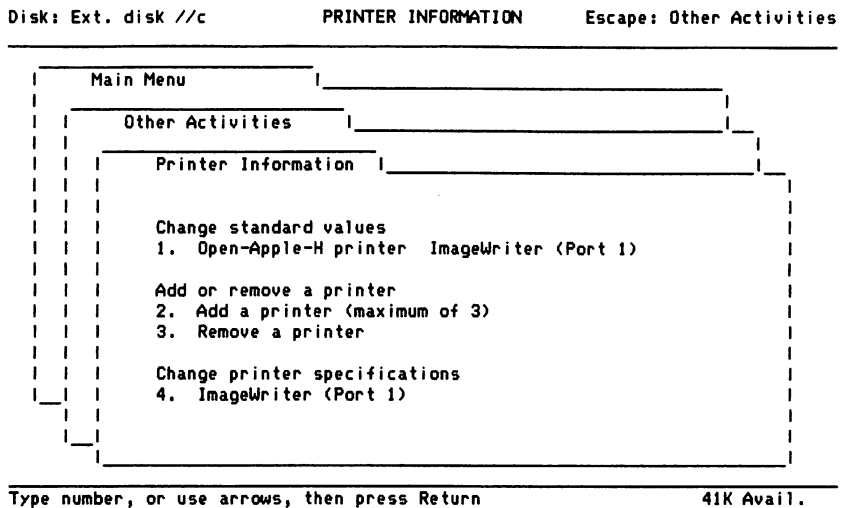 Disk: Ext. disk //c PRINTER INFORMATION Escape: Other Activities
Main Menu
Other Activities
Printer Information
Change standard values
1. Open-Apple-H printer ImageWriter (Port 1)
Add or remove a printer
2. Add a printer (maximum of 3)
3. Remove a printer
Change printer specifications
4. ImageWriter (Port 1)
Type number, or use arrows, then press Return 41K Avail.